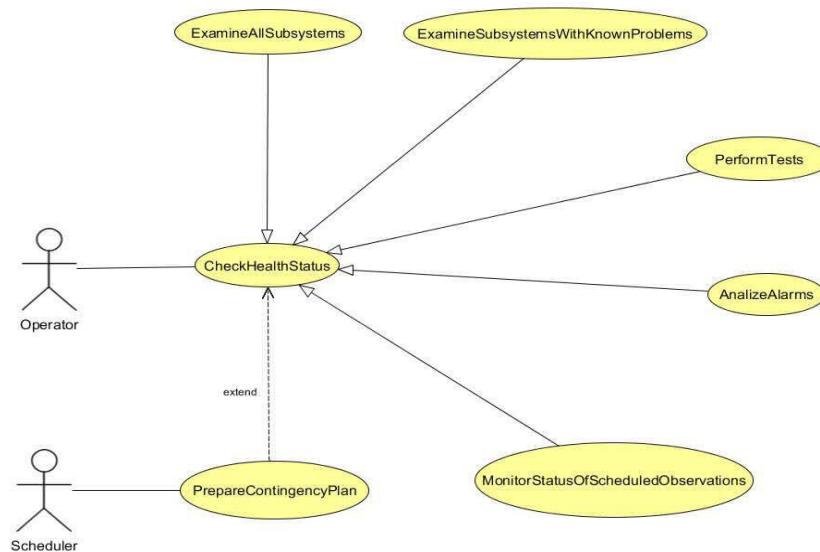 ExamineAllSubsystems
ExamineSubsystemsWithKnownProblems
PerformTests
CheckHealthStatus
AnalizeAlarms
Operator
extend
MonitorStatusOfScheduledObservations
PrepareContingencyPlan
Scheduler